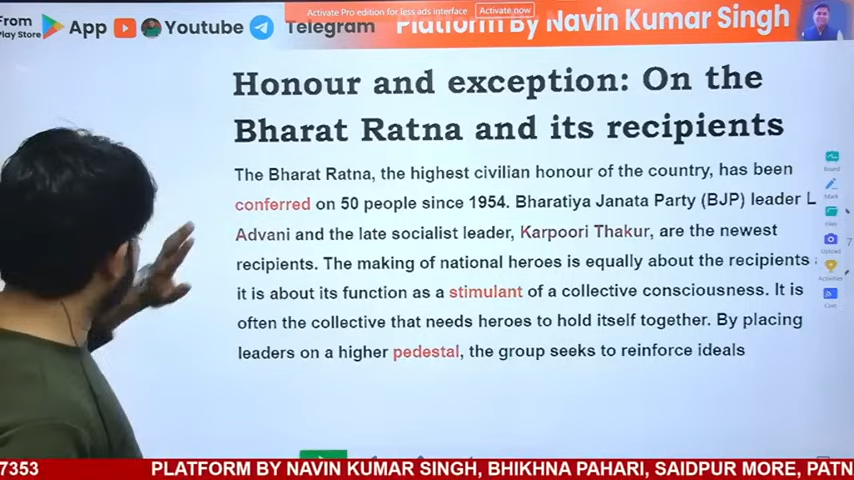 From
Play Store
App
Youtube
Telegram
Activate Pro edition for less ads interface
Activate now
Platform By Navin Kumar Singh
Honour and exception: On the
Bharat Ratna and its recipients
The Bharat Ratna, the highest civilian honour of the country, has been
conferred on 50 people since 1954. Bharatiya Janata Party (BJP) leader L
Advani and the late socialist leader, Karpoori Thakur, are the newest
recipients. The making of national heroes is equally about the recipients
it is about its function as a stimulant of a collective consciousness. It is
often the collective that needs heroes to hold itself together. By placing
leaders on a higher pedestal, the group seeks to reinforce ideals
Board
Mark
Files
Upload
Activities
7353
PLATFORM BY NAVIN KUMAR SINGH, BHIKHNA PAHARI, SAIDPUR MORE, PATN